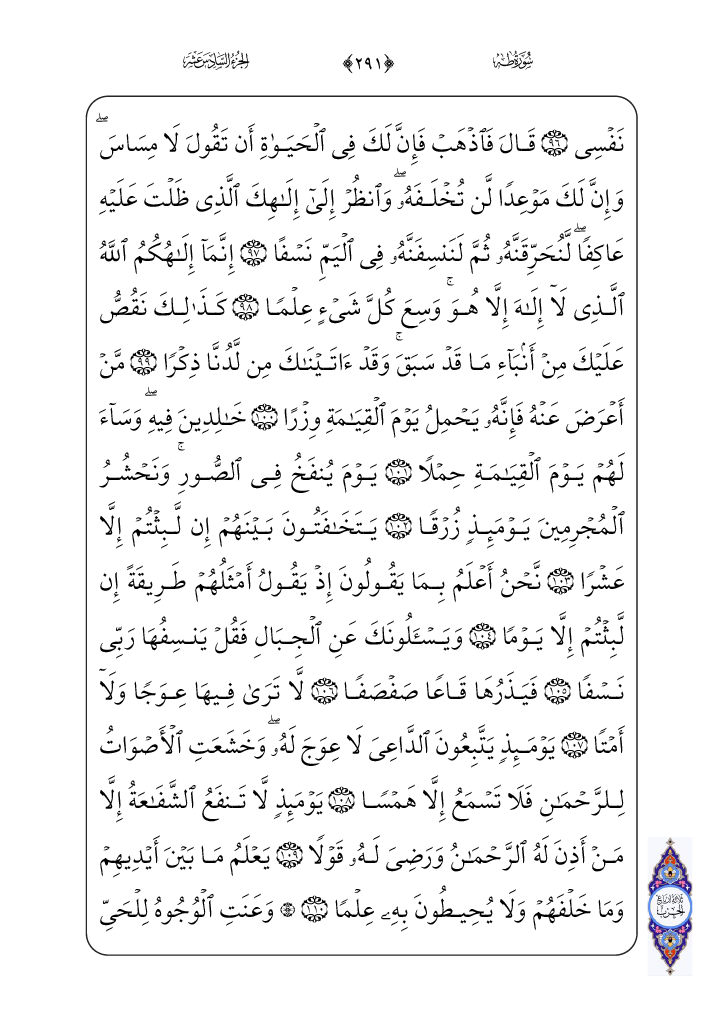 سُورَةُ طه
﴿٢٩١﴾
الجُزْءُ السَّادِسَ عَشَرَ
نَفۡسِى ٩٦ قَالَ فَٱذۡهَبۡ فَإِنَّ لَكَ فِى ٱلۡحَيَوٰةِ أَن تَقُولَ لَا مِسَاسَۖ
وَإِنَّ لَكَ مَوۡعِدًا لَّن تُخۡلَفَهُۥۖ وَٱنظُرۡ إِلَىٰٓ إِلَـٰهِكَ ٱلَّذِى ظَلۡتَ عَلَيۡهِ
عَاكِفًاۖ لَّنُحَرِّقَنَّهُۥ ثُمَّ لَنَنسِفَنَّهُۥ فِى ٱلۡيَمِّ نَسۡفًا ٩٧ إِنَّمَآ إِلَـٰهُكُمُ ٱللَّهُ
ٱلَّذِى لَآ إِلَـٰهَ إِلَّا هُوَۚ وَسِعَ كُلَّ شَىۡءٍ عِلۡمًا ٩٨ كَذَٰلِكَ نَقُصُّ
عَلَيۡكَ مِنۡ أَنۢبَآءِ مَا قَدۡ سَبَقَۚ وَقَدۡ ءَاتَيۡنَـٰكَ مِن لَّدُنَّا ذِكۡرًا ٩٩ مَّنۡ
أَعۡرَضَ عَنۡهُ فَإِنَّهُۥ يَحۡمِلُ يَوۡمَ ٱلۡقِيَـٰمَةِ وِزۡرًا ١٠٠ خَـٰلِدِينَ فِيهِۖ وَسَآءَ
لَهُمۡ يَوۡمَ ٱلۡقِيَـٰمَةِ حِمۡلًا ١٠١ يَوۡمَ يُنفَخُ فِى ٱلصُّورِۚ وَنَحۡشُرُ
ٱلۡمُجۡرِمِينَ يَوۡمَئِذٍ زُرۡقًا ١٠٢ يَتَخَـٰفَتُونَ بَيۡنَهُمۡ إِن لَّبِثۡتُمۡ إِلَّا
عَشۡرًا ١٠٣ نَّحۡنُ أَعۡلَمُ بِمَا يَقُولُونَ إِذۡ يَقُولُ أَمۡثَلُهُمۡ طَرِيقَةً إِن
لَّبِثۡتُمۡ إِلَّا يَوۡمًا ١٠٤ وَيَسۡـَٔلُونَكَ عَنِ ٱلۡجِبَالِ فَقُلۡ يَنسِفُهَا رَبِّى
نَسۡفًا ١٠٥ فَيَذَرُهَا قَاعًا صَفۡصَفًا ١٠٦ لَّا تَرَىٰ فِيهَا عِوَجًا وَلَآ
أَمۡتًا ١٠٧ يَوۡمَئِذٍ يَتَّبِعُونَ ٱلدَّاعِىَ لَا عِوَجَ لَهُۥۖ وَخَشَعَتِ ٱلۡأَصۡوَاتُ
لِلرَّحۡمَـٰنِ فَلَا تَسۡمَعُ إِلَّا هَمۡسًا ١٠٨ يَوۡمَئِذٍ لَّا تَنفَعُ ٱلشَّفَـٰعَةُ إِلَّا
مَنۡ أَذِنَ لَهُ ٱلرَّحۡمَـٰنُ وَرَضِىَ لَهُۥ قَوۡلًا ١٠٩ يَعۡلَمُ مَا بَيۡنَ أَيۡدِيهِمۡ
وَمَا خَلۡفَهُمۡ وَلَا يُحِيطُونَ بِهِۦ عِلۡمًا ١١٠ ۞ وَعَنَتِ ٱلۡوُجُوهُ لِلۡحَىِّ
ثلاثة أرباع
الحزب